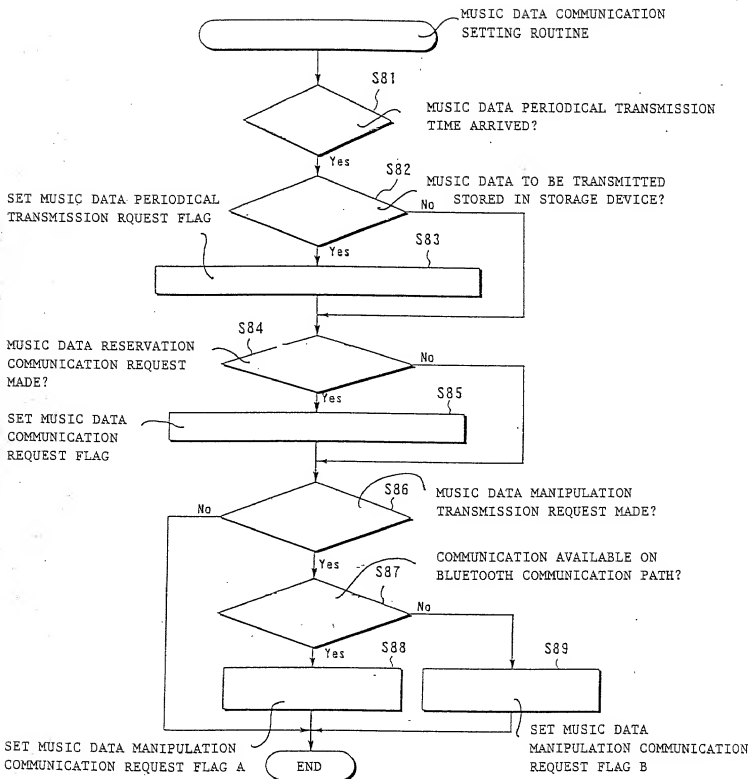 MUSIC DATA COMMUNICATION
SETTING ROUTINE
S81
MUSIC DATA PERIODICAL TRANSMISSION
TIME ARRIVED?
Yes
S82
MUSIC DATA TO BE TRANSMITTED
STORED IN STORAGE DEVICE?
No
SET MUSIC DATA PERIODICAL
TRANSMISSION RQUEST FLAG
Yes
S83
S84
MUSIC DATA RESERVATION
COMMUNICATION REQUEST
MADE?
No
Yes
S85
SET MUSIC DATA
COMMUNICATION
REQUEST FLAG
S86
MUSIC DATA MANIPULATION
TRANSMISSION REQUEST MADE?
No
Yes
COMMUNICATION AVAILABLE ON
BLUETOOTH COMMUNICATION PATH?
S87
No
Yes
S88
S89
SET MUSIC DATA MANIPULATION
COMMUNICATION REQUEST FLAG A
END
SET MUSIC DATA
MANIPULATION COMMUNICATION
REQUEST FLAG B